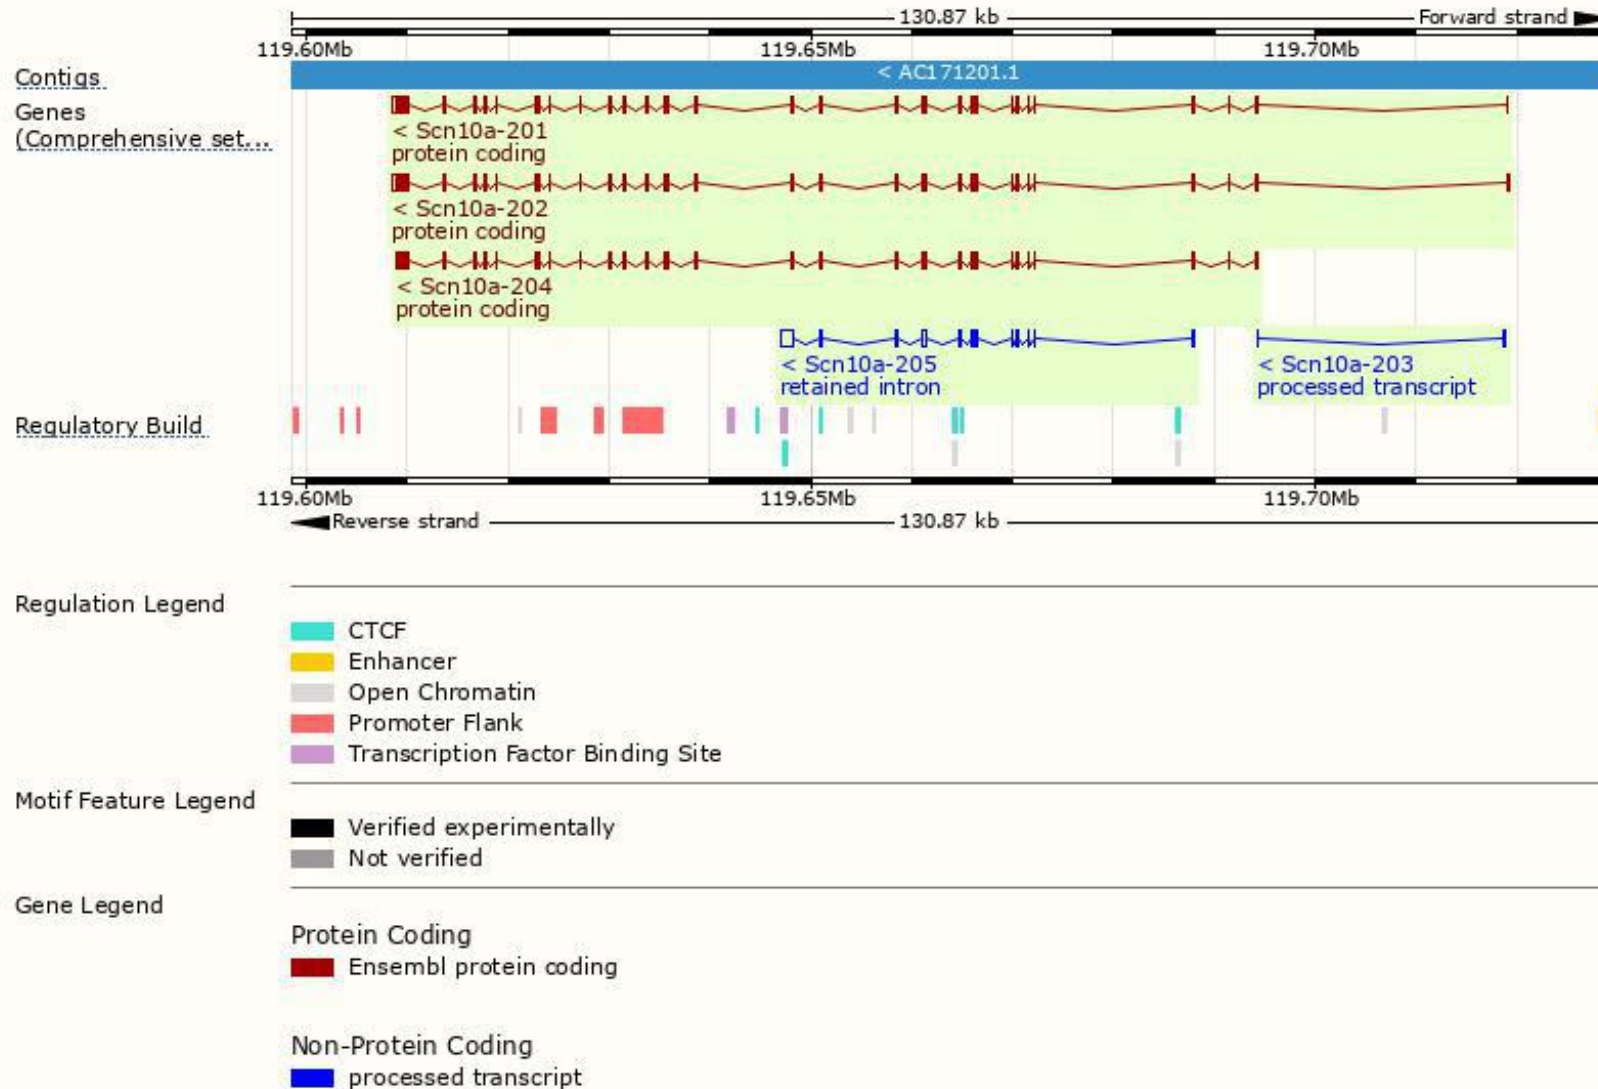 130.87 kb Forward strand
119.60Mb 119.65Mb 119.70Mb
Contigs < AC171201.1
Genes
(Comprehensive set...
< Scn10a-201
protein coding
< Scn10a-202
protein coding
< Scn10a-204
protein coding
< Scn10a-205 < Scn10a-203
retained intron processed transcript
Regulatory Build
119.60Mb 119.65Mb 119.70Mb
Reverse strand 130.87 kb
Regulation Legend
CTCF
Enhancer
Open Chromatin
Promoter Flank
Transcription Factor Binding Site
Motif Feature Legend
Verified experimentally
Not verified
Gene Legend
Protein Coding
Ensembl protein coding
Non-Protein Coding
processed transcript